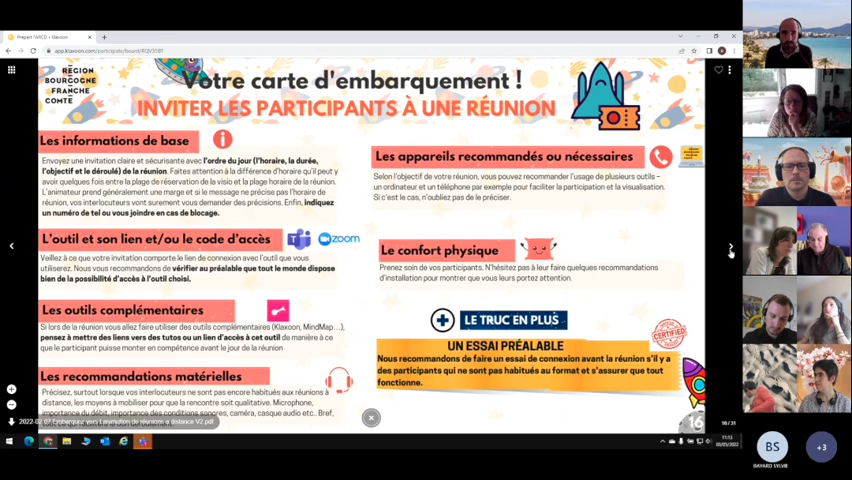 Prépart l'ARCD • Klaxoon
app.klaxoon.com/participate/board/
RÉGION
BOURGOGNE
FRANCHE
COMTÉ
Votre carte d'embarquement !
INVITER LES PARTICIPANTS À UNE RÉUNION
Les informations de base
Envoyez une invitation claire et sécurisante avec l'ordre du jour (l'horaire, la durée,
l'objectif et le déroulé) de la réunion. Faites attention à la différence d'horaire qu'il peut y
avoir quelques fois entre la plage de réservation de la visio et la plage horaire de la réunion.
L'animateur prend généralement une marge et si le message ne précise pas l'horaire de
réunion, vos interlocuteurs vont surement vous demander des précisions. Enfin, indiquez
un numéro de tel ou vous joindre en cas de blocage.
L'outil et son lien et/ou le code d'accès
zoom
Veillez à ce que votre invitation comporte le lien de connexion avec l'outil que vous
utiliserez. Nous vous recommandons de vérifier au préalable que tout le monde dispose
bien de la possibilité d'accès à l'outil choisi.
Les outils complémentaires
Si lors de la réunion vous allez faire utiliser des outils complémentaires (Klaxoon, MindMap...),
pensez à mettre des liens vers des tutos ou un lien d'accès à cet outil de manière à ce
que le participant puisse monter en compétence avant le jour de la réunion
Les recommandations matérielles
Précisez, surtout lorsque vos interlocuteurs ne sont pas encore habitués aux réunions à
distance, les moyens à mobiliser pour que la rencontre soit qualitative. Microphone,
importance du débit, importance des conditions sonores, caméra, casque audio etc.. Bref,
Les appareils recommandés ou nécessaires
Selon l'objectif de votre réunion, vous pouvez recommander l'usage de plusieurs outils –
un ordinateur et un téléphone par exemple pour faciliter la participation et la visualisation.
Si c'est le cas, n'oubliez pas de le préciser.
Le confort physique
Prenez soin de vos participants. N'hésitez pas à leur faire quelques recommandations
d'installation pour montrer que vous leurs portez attention.
LE TRUC EN PLUS
CERTIFIED
UN ESSAI PRÉALABLE
Nous recommandons de faire un essai de connexion avant la réunion s'il y a
des participants qui ne sont pas habitués au format et s'assurer que tout
fonctionne.
16
16 / 31
11:13
BS
BAYARD SYLVIE
+3